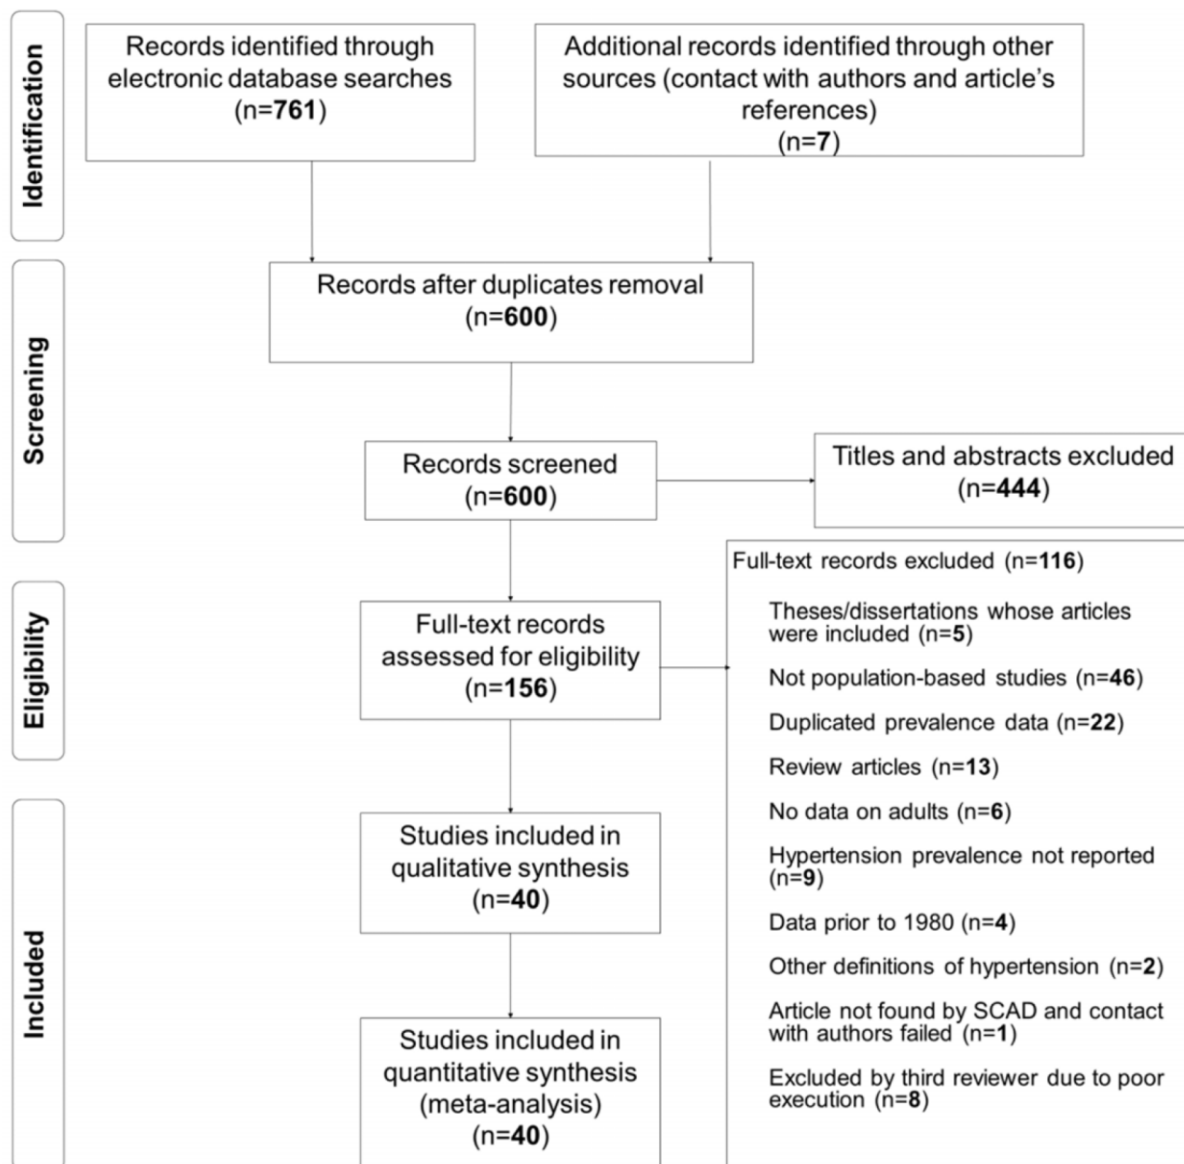 Identification
Records identified through
electronic database searches
(n=761)
Additional records identified through other
sources (contact with authors and article's
references)
(n=7)
Screening
Records after duplicates removal
(n=600)
Records screened
(n=600)
Titles and abstracts excluded
(n=444)
Eligibility
Full-text records
assessed for eligibility
(n=156)
Full-text records excluded (n=116)
Theses/dissertations whose articles
were included (n=5)
Not population-based studies (n=46)
Duplicated prevalence data (n=22)
Review articles (n=13)
No data on adults (n=6)
Hypertension prevalence not reported
(n=9)
Data prior to 1980 (n=4)
Other definitions of hypertension (n=2)
Article not found by SCAD and contact
with authors failed (n=1)
Excluded by third reviewer due to poor
execution (n=8)
Included
Studies included in
qualitative synthesis
(n=40)
Studies included in
quantitative synthesis
(meta-analysis)
(n=40)